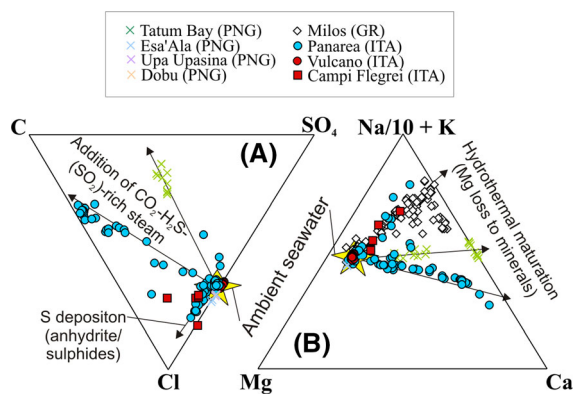 Tatum Bay (PNG)
Esa'Ala (PNG)
Upa Upasina (PNG)
Dobu (PNG)
Milos (GR)
Panarea (ITA)
Vulcano (ITA)
Campi Flegrei (ITA)
C
SO4
(A)
Addition of CO2-H2S-
(SO2)-rich steam
S depositon
(anhydrite/
sulphides)
Cl
Ambient seawater
Na/10 + K
Hydrothermal maturation
(Mg loss to minerals)
(B)
Mg
Ca